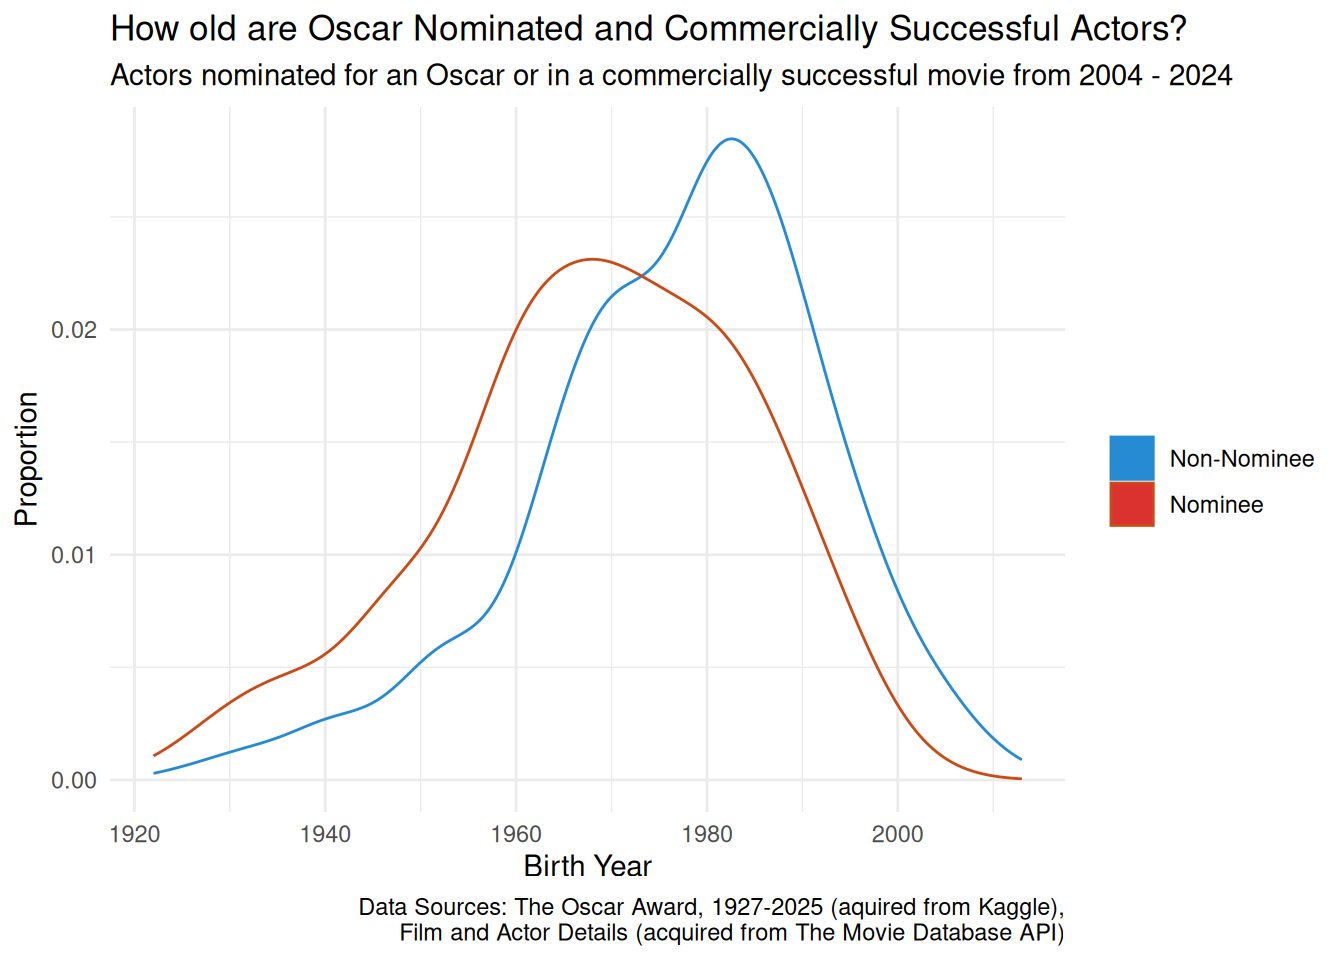 How old are Oscar Nominated and Commercially Successful Actors?
Actors nominated for an Oscar or in a commercially successful movie from 2004 - 2024
Proportion
0.02
0.01
0.00
1920 1940 1960 1980 2000
Birth Year
Non-Nominee
Nominee
Data Sources: The Oscar Award, 1927-2025 (aquired from Kaggle),
Film and Actor Details (acquired from The Movie Database API)